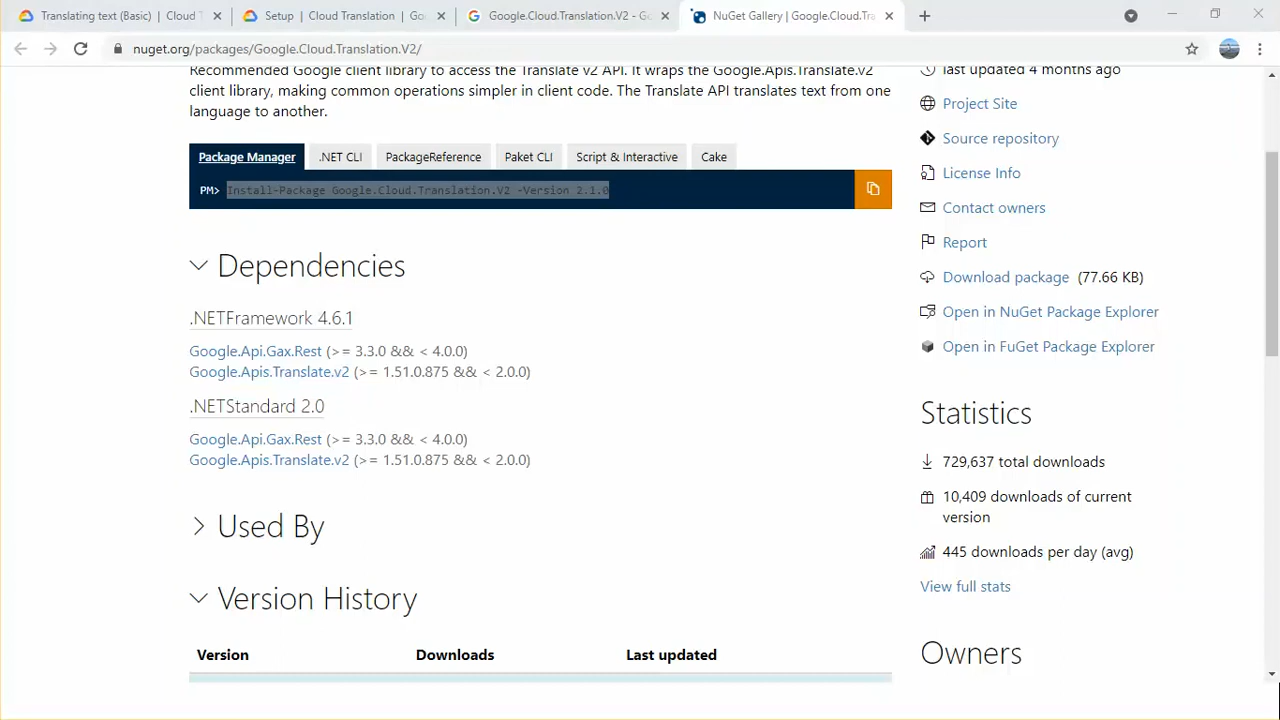 Translating text (Basic) | Cloud T
Setup | Cloud Translation | Go
Google.Cloud.Translation.V2 - G
NuGet Gallery | Google.Cloud.Tra
nuget.org/packages/Google.Cloud.Translation.V2/
Recommended Google client library to access the Translate v2 API. It wraps the Google.Apis.Translate.v2
client library, making common operations simpler in client code. The Translate API translates text from one
language to another.
Package Manager
.NET CLI
PackageReference
Paket CLI
Script & Interactive
Cake
PM> Install-Package Google.Cloud.Translation.V2 -Version 2.1.0
Dependencies
.NETFramework 4.6.1
Google.Api.Gax.Rest (>= 3.3.0 && < 4.0.0)
Google.Apis.Translate.v2 (>= 1.51.0.875 && < 2.0.0)
.NETStandard 2.0
Google.Api.Gax.Rest (>= 3.3.0 && < 4.0.0)
Google.Apis.Translate.v2 (>= 1.51.0.875 && < 2.0.0)
Used By
Version History
Version Downloads Last updated
last updated 4 months ago
Project Site
Source repository
License Info
Contact owners
Report
Download package (77.66 KB)
Open in NuGet Package Explorer
Open in FuGet Package Explorer
Statistics
729,637 total downloads
10,409 downloads of current
version
445 downloads per day (avg)
View full stats
Owners